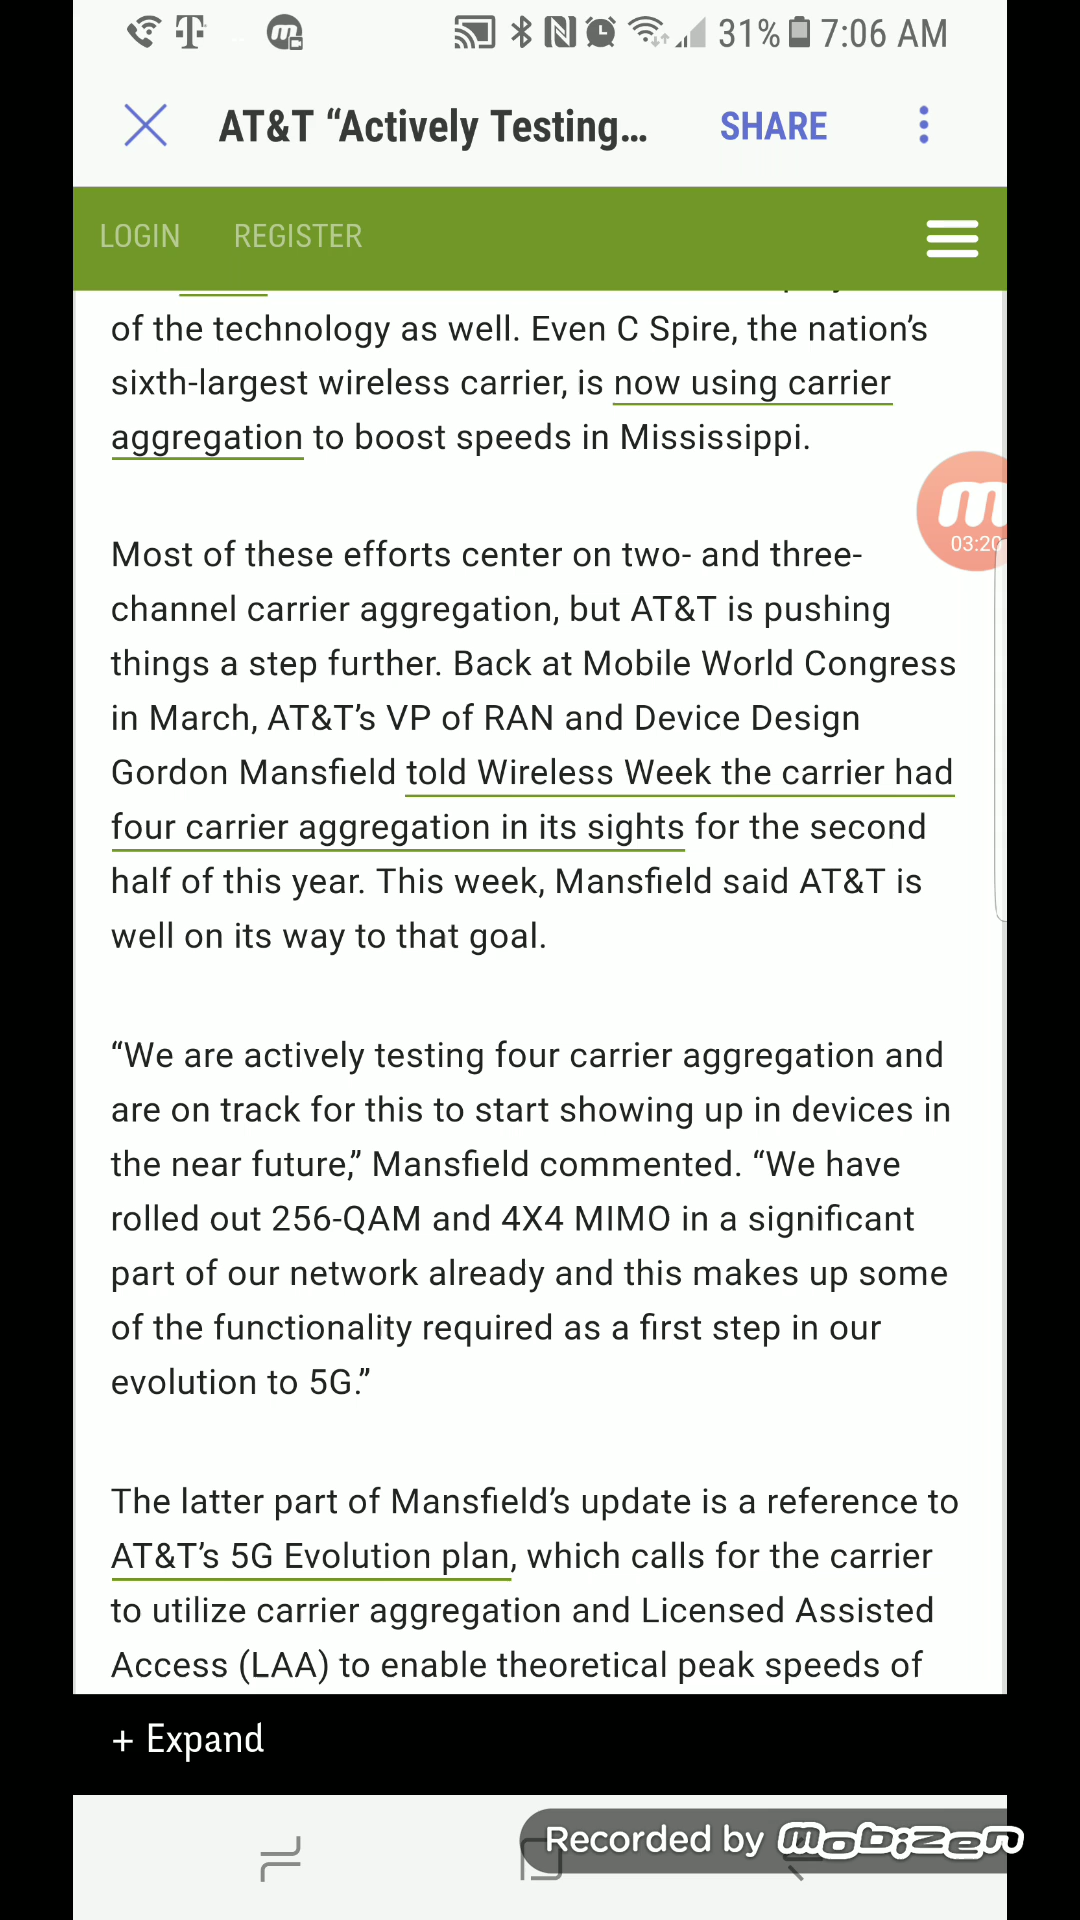 31% 7:06 AM
AT&T “Actively Testing... SHARE
LOGIN REGISTER
of the technology as well. Even C Spire, the nation’s
sixth-largest wireless carrier, is now using carrier
aggregation to boost speeds in Mississippi.
03:20
Most of these efforts center on two- and three-
channel carrier aggregation, but AT&T is pushing
things a step further. Back at Mobile World Congress
in March, AT&T’s VP of RAN and Device Design
Gordon Mansfield told Wireless Week the carrier had
four carrier aggregation in its sights for the second
half of this year. This week, Mansfield said AT&T is
well on its way to that goal.
“We are actively testing four carrier aggregation and
are on track for this to start showing up in devices in
the near future,” Mansfield commented. “We have
rolled out 256-QAM and 4X4 MIMO in a significant
part of our network already and this makes up some
of the functionality required as a first step in our
evolution to 5G.”
The latter part of Mansfield’s update is a reference to
AT&T’s 5G Evolution plan, which calls for the carrier
to utilize carrier aggregation and Licensed Assisted
Access (LAA) to enable theoretical peak speeds of
+ Expand
Recorded by mobizen